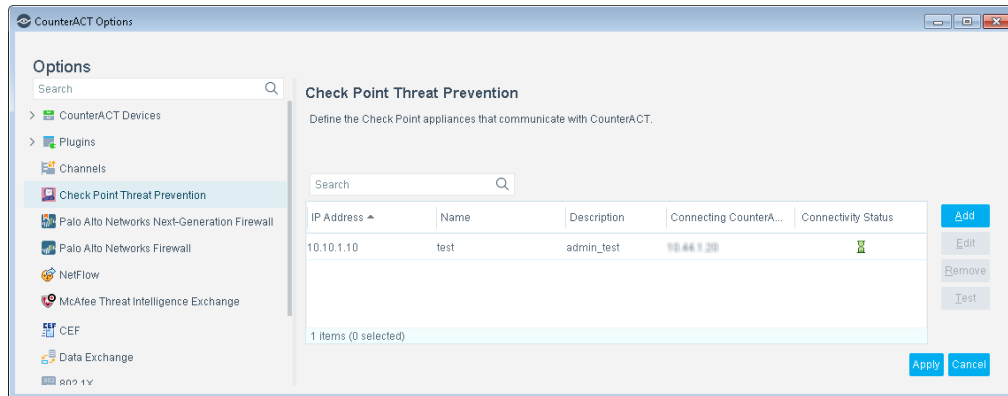 CounterACT Options
Options
Search
CounterACT Devices
Plugins
Channels
Check Point Threat Prevention
Palo Alto Networks Next-Generation Firewall
Palo Alto Networks Firewall
NetFlow
McAfee Threat Intelligence Exchange
CEF
CEF
Data Exchange
802.1X
Check Point Threat Prevention
Define the Check Point appliances that communicate with CounterACT.
Search
IP Address Name Description Connecting CounterA... Connectivity Status
10.10.1.10 test admin_test
1 items (0 selected)
Add
Edit
Remove
Test
Apply Cancel